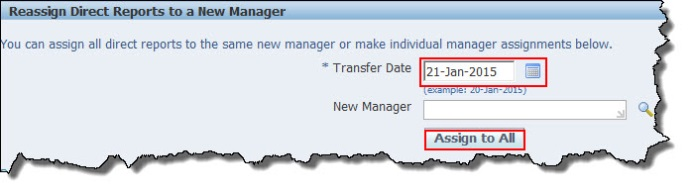 Reassign Direct Reports to a New Manager
You can assign all direct reports to the same new manager or make individual manager assignments below.
* Transfer Date 21-Jan-2015
(example: 20-Jan-2015)
New Manager
Assign to All